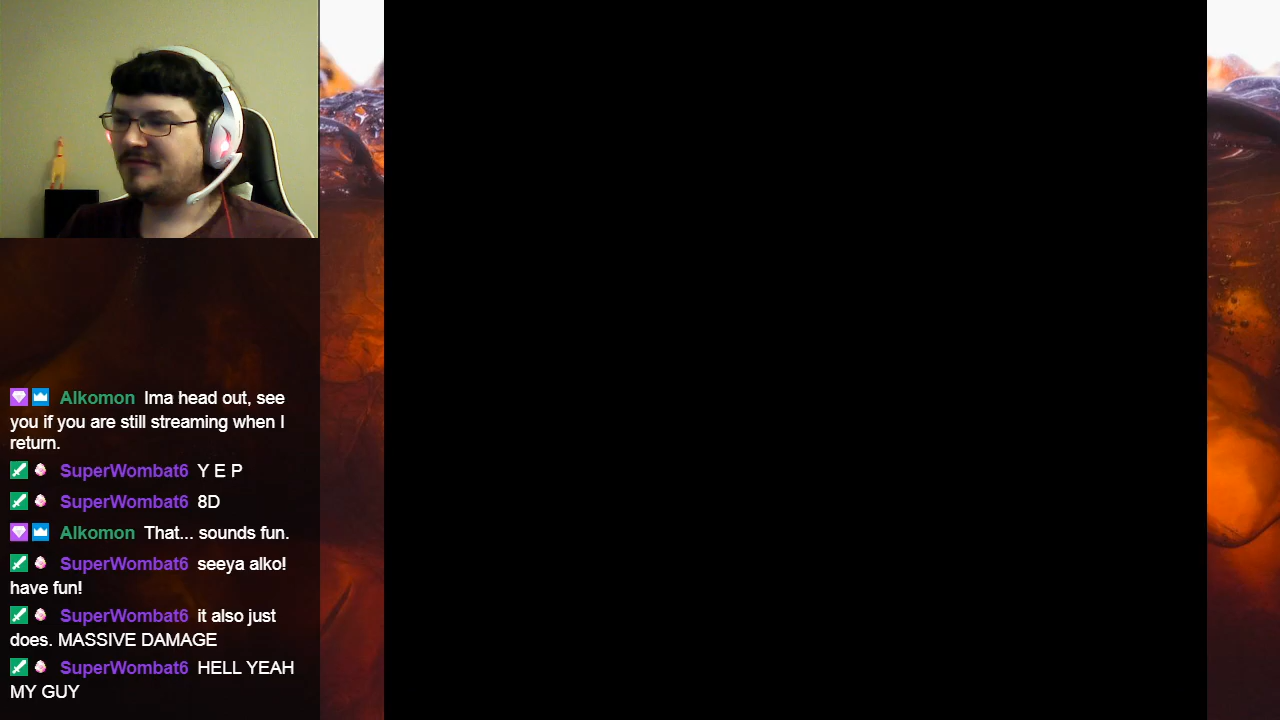 Alkomon Ima head out, see
you if you are still streaming when I
return.
SuperWombat6 Y E P
SuperWombat6 8D
Alkomon That... sounds fun.
SuperWombat6 seeya alko!
have fun!
SuperWombat6 it also just
does. MASSIVE DAMAGE
SuperWombat6 HELL YEAH
MY GUY